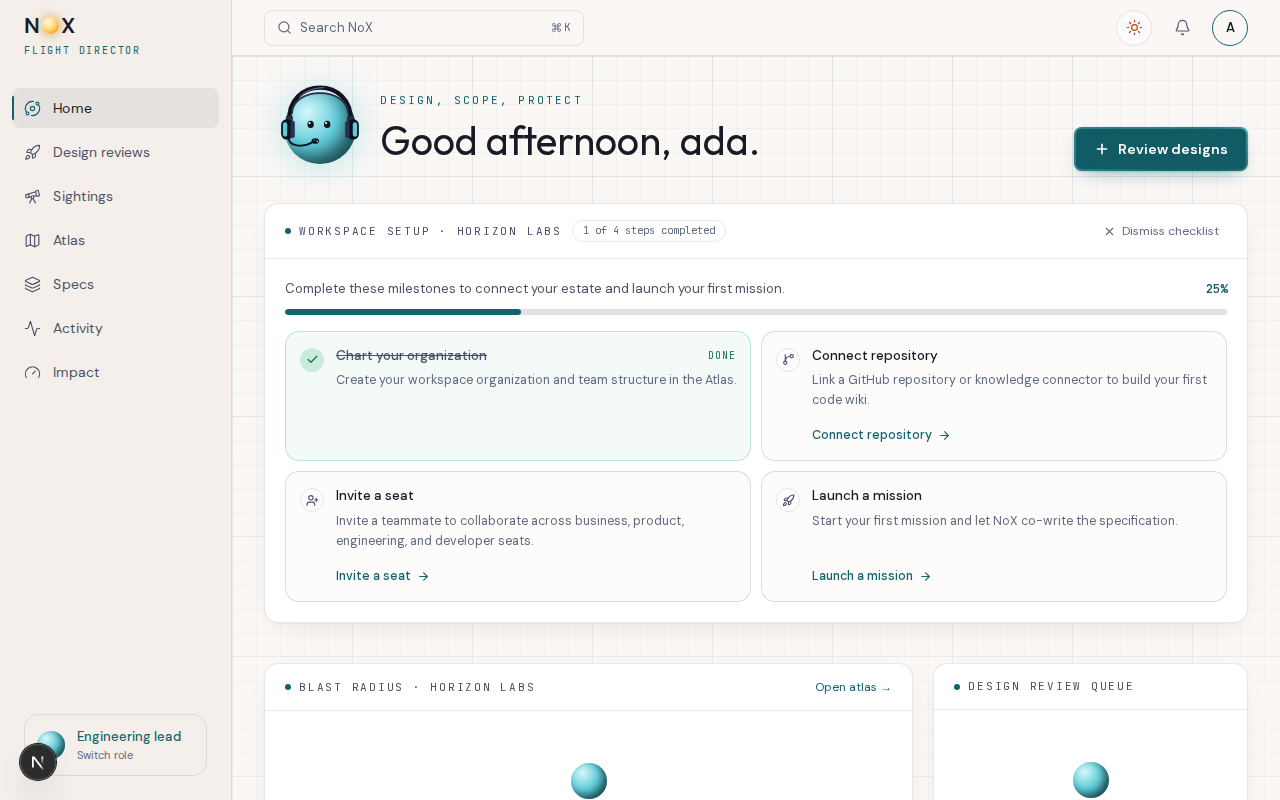 NOX
FLIGHT DIRECTOR
Search NoX
⌘K
A
Home
Design reviews
Sightings
Atlas
Specs
Activity
Impact
DESIGN, SCOPE, PROTECT
Good afternoon, ada.
Review designs
WORKSPACE SETUP · HORIZON LABS
1 of 4 steps completed
Dismiss checklist
Complete these milestones to connect your estate and launch your first mission.
25%
Chart your organization
DONE
Create your workspace organization and team structure in the Atlas.
Connect repository
Link a GitHub repository or knowledge connector to build your first
code wiki.
Connect repository →
Invite a seat
Invite a teammate to collaborate across business, product,
engineering, and developer seats.
Invite a seat →
Launch a mission
Start your first mission and let NoX co-write the specification.
Launch a mission →
BLAST RADIUS · HORIZON LABS
Open atlas →
DESIGN REVIEW QUEUE
Engineering lead
Switch role
N